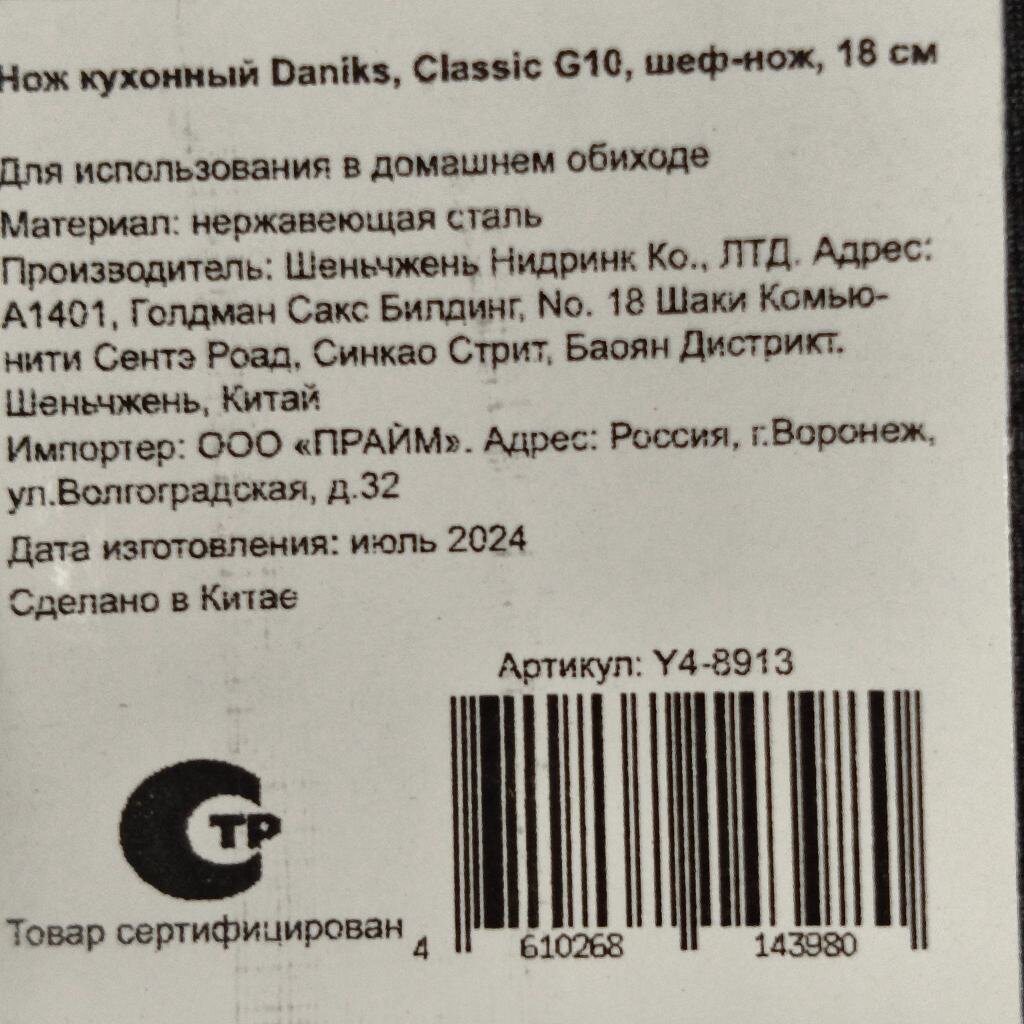 Нож кухонный Daniks, Classic G10, шеф-нож, 18 см
Для использования в домашнем обиходе
Материал: нержавеющая сталь
Производитель: Шеньчжень Нидринк Ко., ЛТД. Адрес:
А1401, Голдман Сакс Билдинг, No. 18 Шаки Комью-
нити Сентэ Роад, Синкао Стрит, Баоян Дистрикт.
Шеньчжень, Китай
Импортер: ООО «ПРАЙМ». Адрес: Россия, г.Воронеж,
ул.Волгоградская, д.32
Дата изготовления: июль 2024
Сделано в Китае
Артикул: Y4-8913
СТР
Товар сертифицирован
4 610268 143980